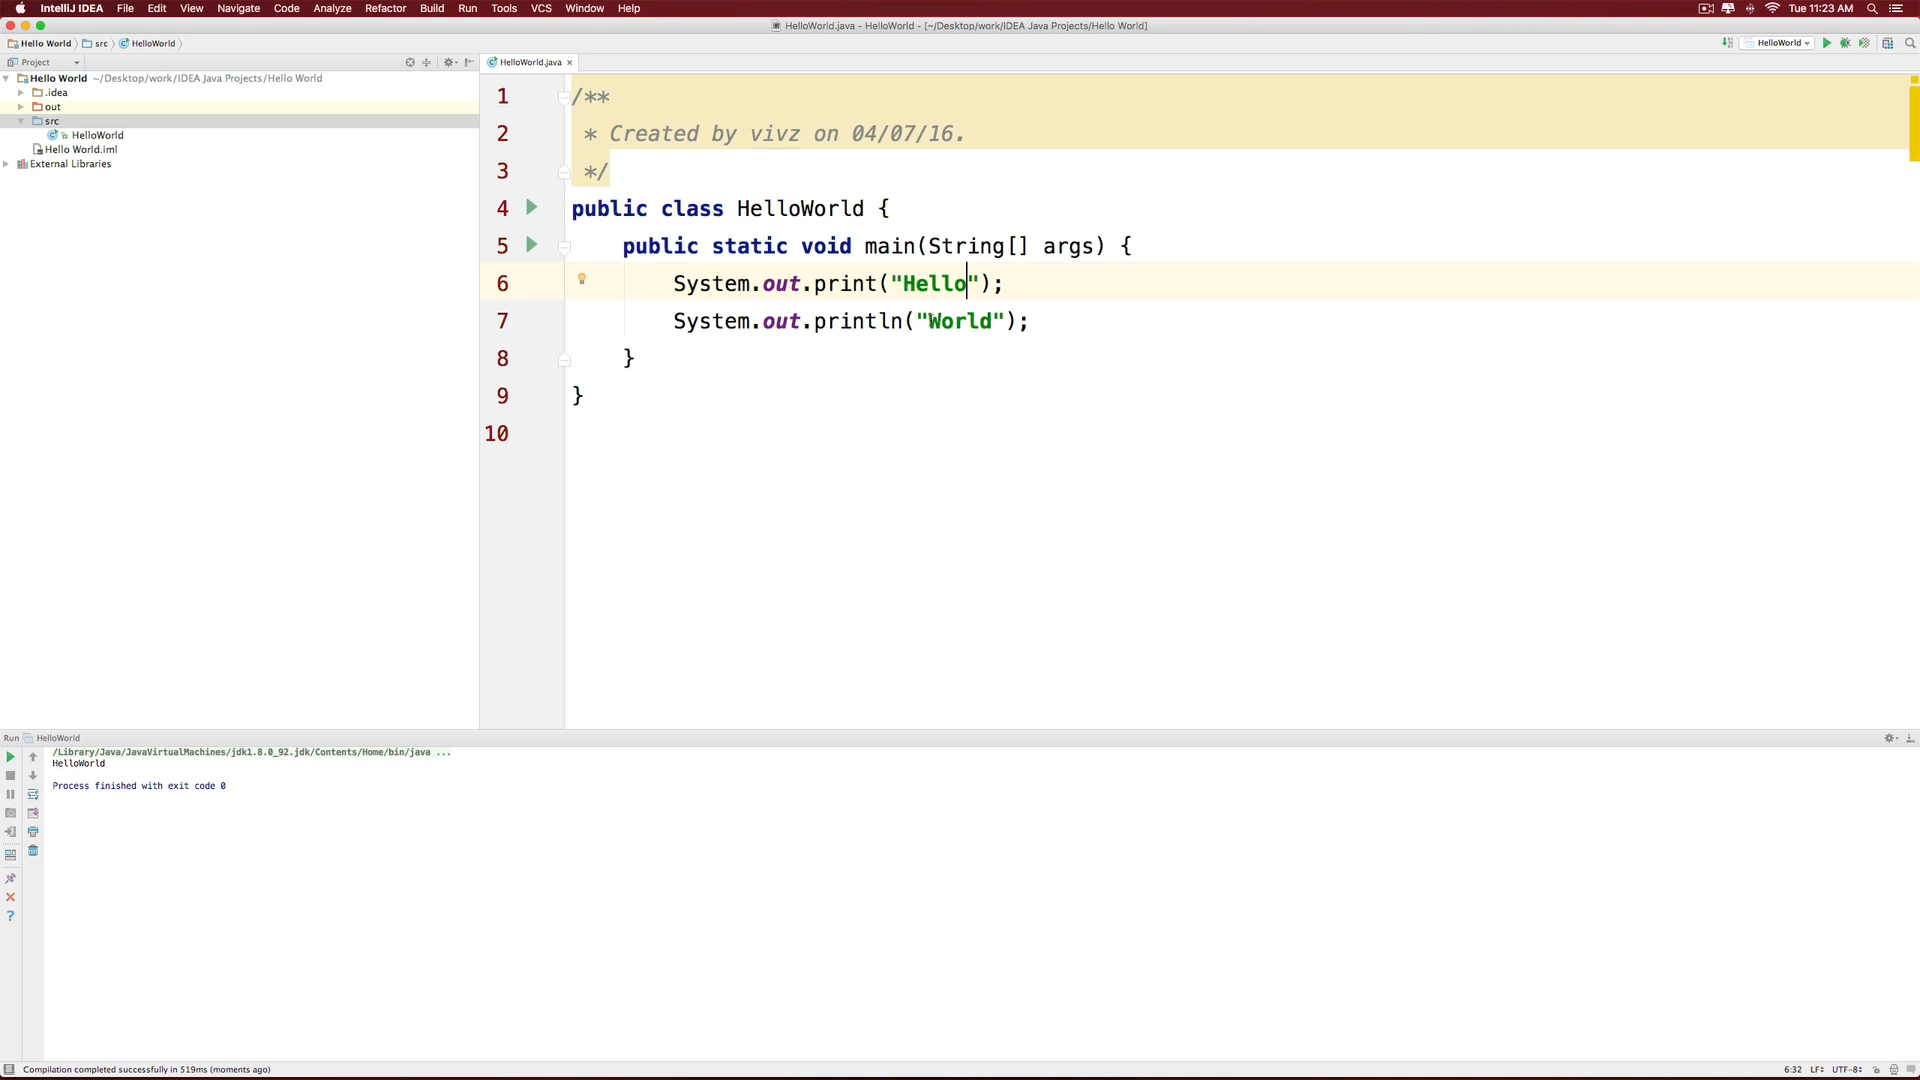 IntelliJ IDEA File Edit View Navigate Code Analyze Refactor Build Run Tools VCS Window Help Tue 11:23 AM
HelloWorld.java - HelloWorld - [~/Desktop/work/IDEA Java Projects/Hello World]
Hello World src HelloWorld HelloWorld
Project HelloWorld.java
Hello World ~/Desktop/work/IDEA Java Projects/Hello World
.idea
out
src
HelloWorld
Hello World.iml
External Libraries
1 /**
2 * Created by vivz on 04/07/16.
3 */
4 public class HelloWorld {
5 public static void main(String[] args) {
6 System.out.print("Hello");
7 System.out.println("World");
8 }
9 }
10
Run HelloWorld
/Library/Java/JavaVirtualMachines/jdk1.8.0_92.jdk/Contents/Home/bin/java ...
HelloWorld
Process finished with exit code 0
Compilation completed successfully in 519ms (moments ago) 6:32 LF UTF-8